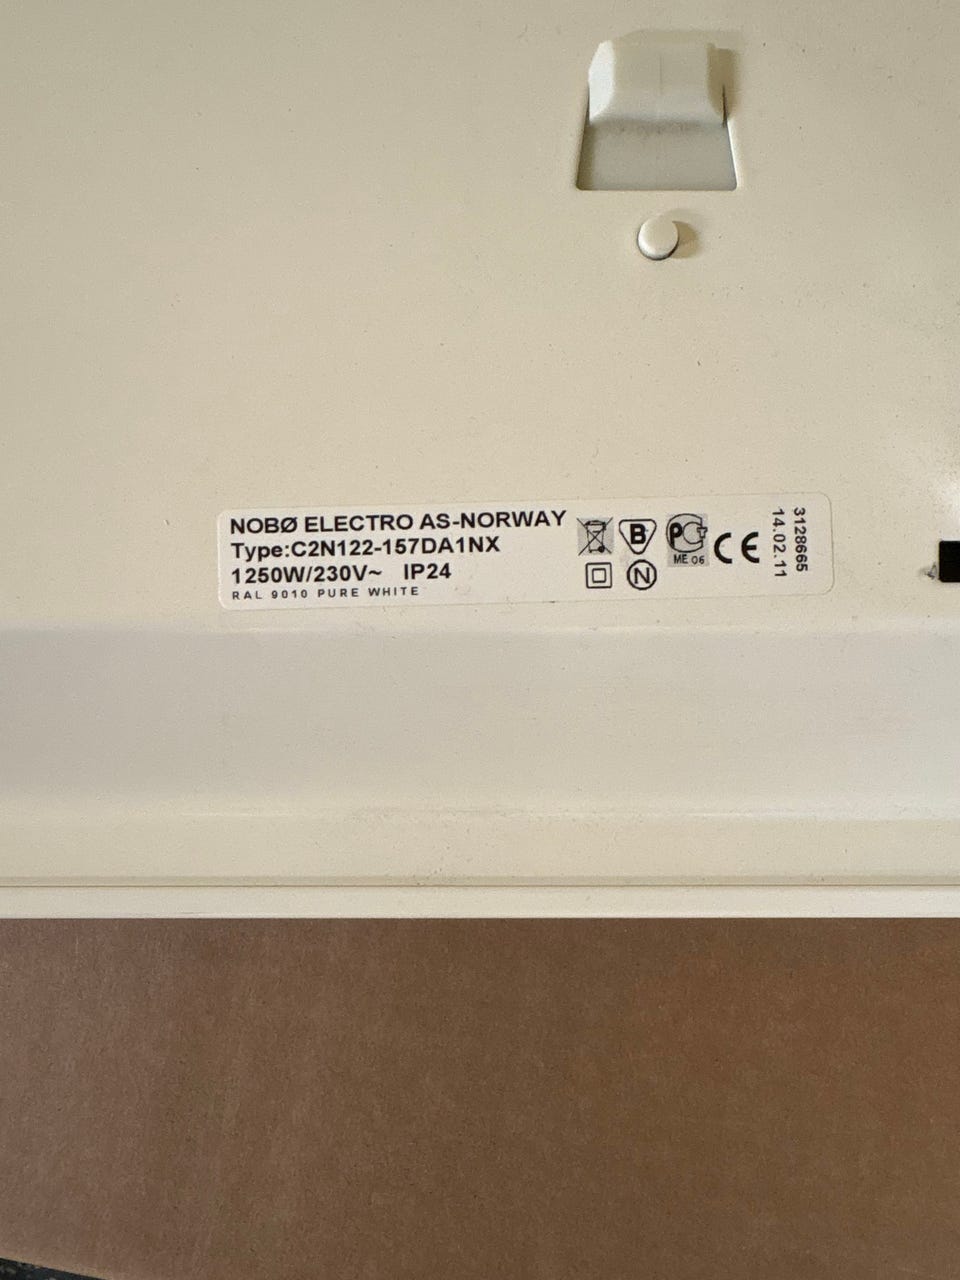 NOBØ ELECTRO AS-NORWAY
Type:C2N122-157DA1NX
1250W/230V~ IP24
RAL 9010 PURE WHITE
B
N
PC
ME 06
CE
3128665
14.02.11